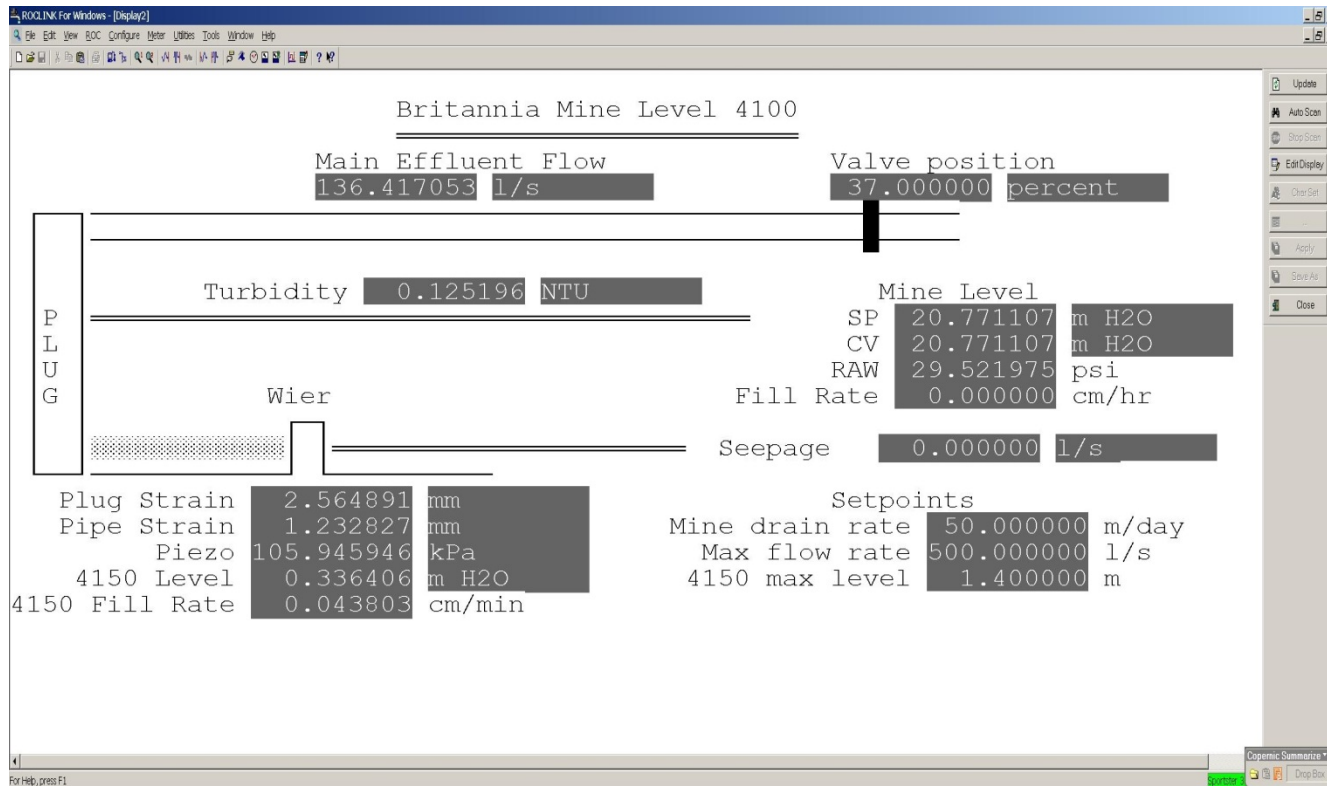 ROCLINK For Windows - [Display2]
File Edit View ROC Configure Meter Utilities Tools Window Help
Britannia Mine Level 4100
Main Effluent Flow Valve position
136.417053 l/s 37.000000 percent
Turbidity 0.125196 NTU Mine Level
SP 20.771107 m H2O
CV 20.771107 m H2O
RAW 29.521975 psi
Fill Rate 0.000000 cm/hr
PLUG
Wier
Seepage 0.000000 l/s
Plug Strain 2.564891 mm
Pipe Strain 1.232827 mm
Piezo 105.945946 kPa
4150 Level 0.336406 m H2O
4150 Fill Rate 0.043803 cm/min
Setpoints
Mine drain rate 50.000000 m/day
Max flow rate 500.000000 l/s
4150 max level 1.400000 m
Update
Auto Scan
Stop Scan
Edit Display
Char Set
...
Apply
Save As
Close
Copernic Summarize
Drop Box
For Help, press F1
Sportster 3